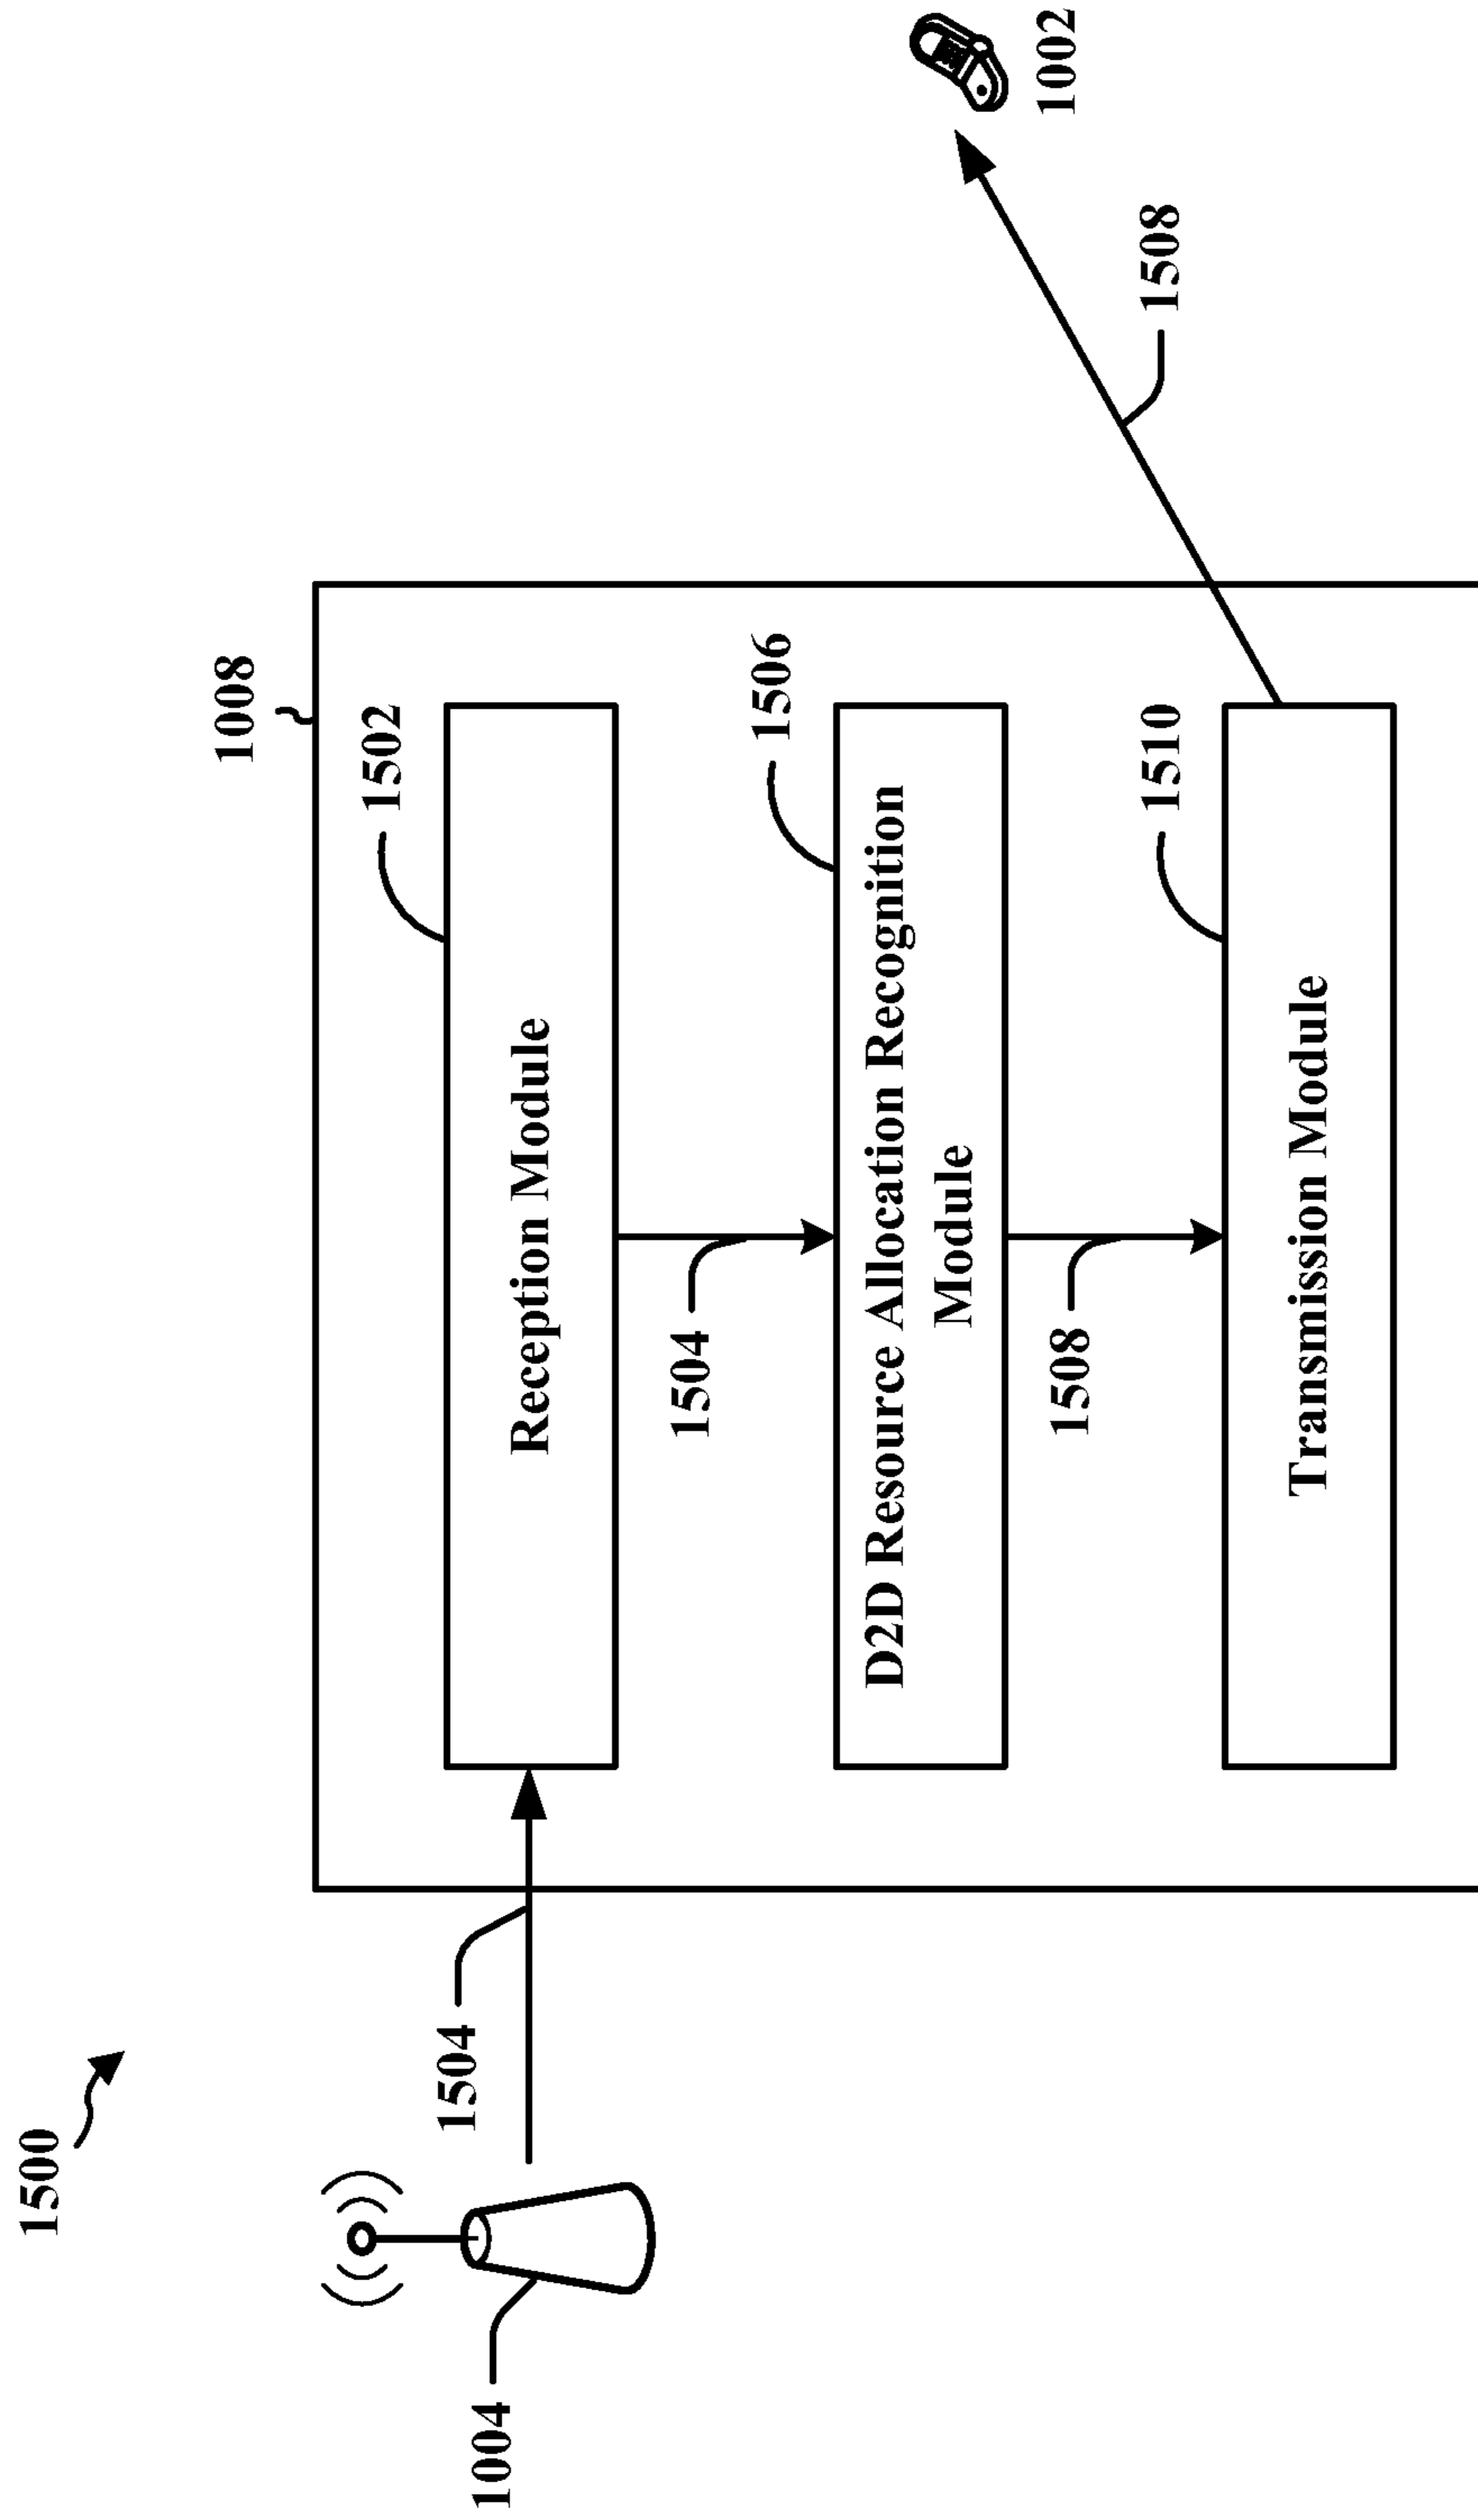 1500
1008
1502
Reception Module
1504
1004
1504
1506
D2D Resource Allocation Recognition
Module
1002
1508
1508
1510
Transmission Module